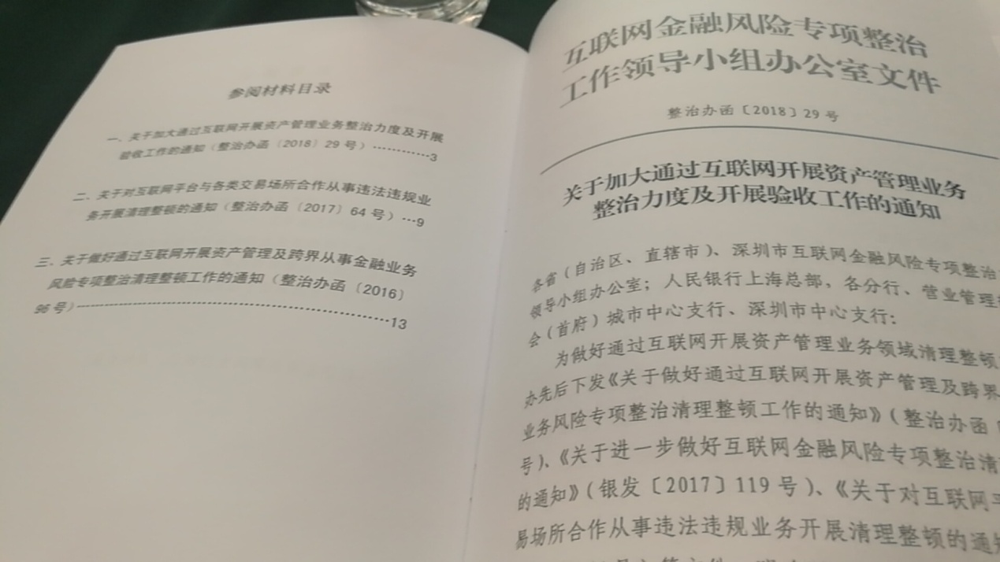 参阅材料目录
一、关于加大通过互联网开展资产管理业务整治力度及开展
验收工作的通知（整治办函〔2018〕29 号）…………3
二、关于对互联网平台与各类交易场所合作从事违法违规业
务开展清理整顿的通知（整治办函〔2017〕64 号）…9
三、关于做好通过互联网开展资产管理及跨界从事金融业务
风险专项整治清理整顿工作的通知（整治办函〔2016〕
96 号）……………………………………………13
互联网金融风险专项整治
工作领导小组办公室文件
整治办函〔2018〕29 号
关于加大通过互联网开展资产管理业务
整治力度及开展验收工作的通知
各省（自治区、直辖市）、深圳市互联网金融风险专项整治
领导小组办公室；人民银行上海总部，各分行、营业管理
会（首府）城市中心支行、深圳市中心支行：
为做好通过互联网开展资产管理业务领域清理整顿
办先后下发《关于做好通过互联网开展资产管理及跨界
业务风险专项整治清理整顿工作的通知》（整治办函
号）、《关于进一步做好互联网金融风险专项整治清
的通知》（银发〔2017〕119 号）、《关于对互联网
易场所合作从事违法违规业务开展清理整顿的通知